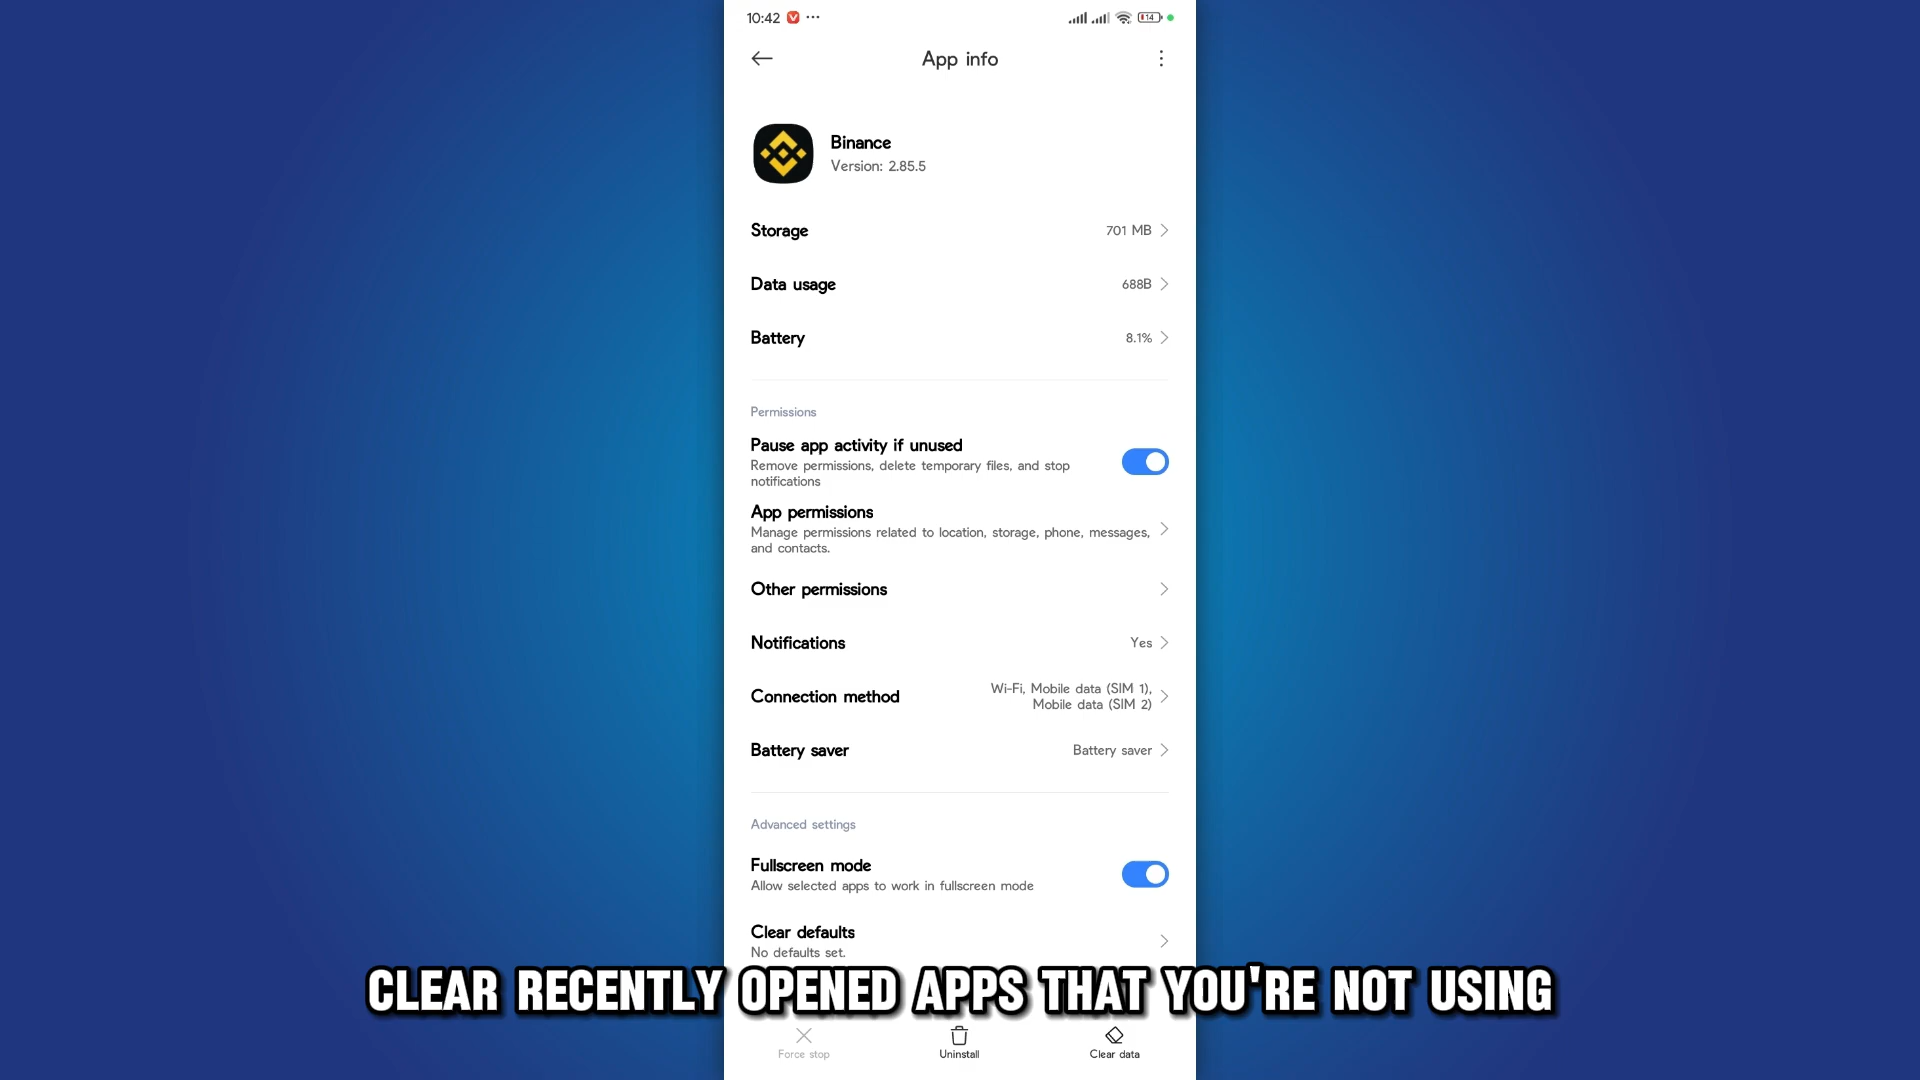 10:42
14
App info
Binance
Version: 2.85.5
Storage 701 MB
Data usage 688B
Battery 8.1%
Permissions
Pause app activity if unused
Remove permissions, delete temporary files, and stop
notifications
App permissions
Manage permissions related to location, storage, phone, messages,
and contacts.
Other permissions
Notifications Yes
Connection method Wi-Fi, Mobile data (SIM 1),
Mobile data (SIM 2)
Battery saver Battery saver
Advanced settings
Fullscreen mode
Allow selected apps to work in fullscreen mode
Clear defaults
No defaults set.
CLEAR RECENTLY OPENED APPS THAT YOU'RE NOT USING
Force stop Uninstall Clear data